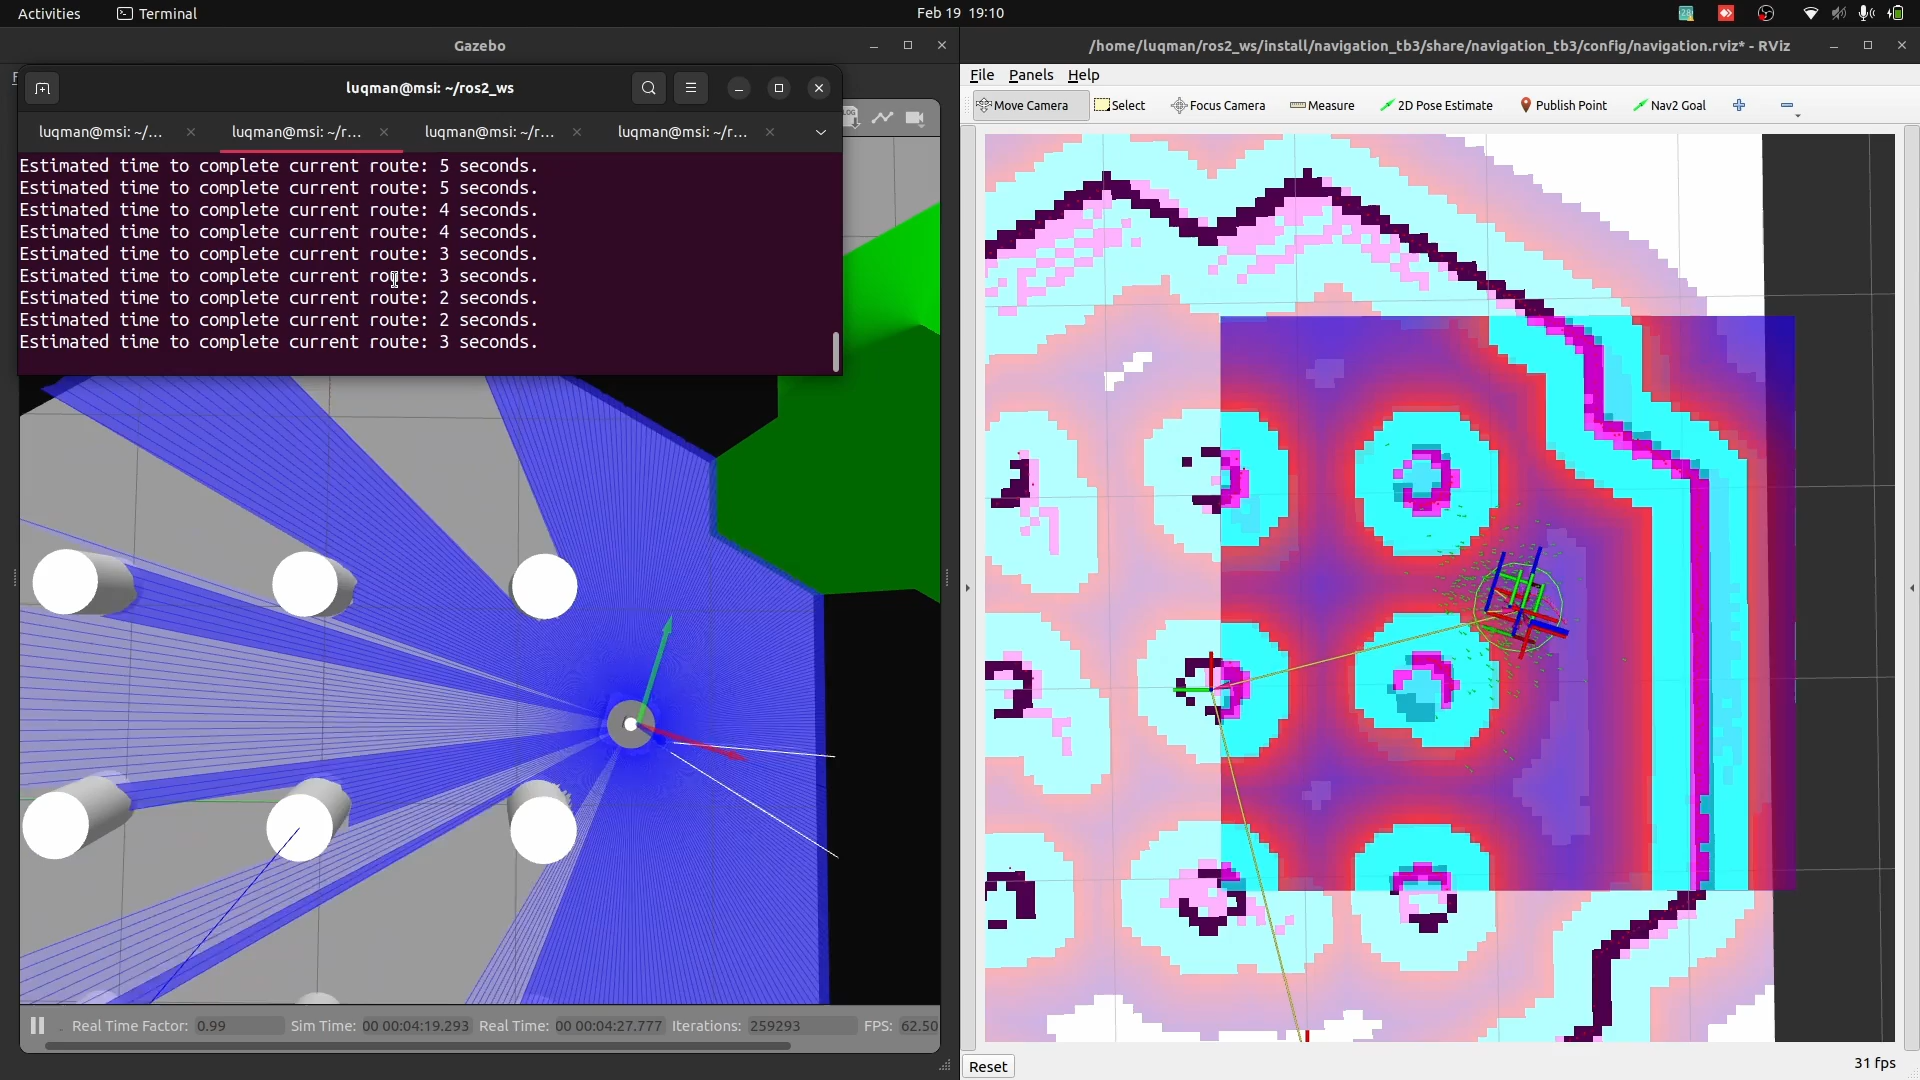 Activities
Terminal
Feb 19 19:10
Gazebo
luqman@msi: ~/ros2_ws
luqman@msi: ~/...
luqman@msi: ~/r...
luqman@msi: ~/r...
luqman@msi: ~/r...
Estimated time to complete current route: 5 seconds.
Estimated time to complete current route: 5 seconds.
Estimated time to complete current route: 4 seconds.
Estimated time to complete current route: 4 seconds.
Estimated time to complete current route: 3 seconds.
Estimated time to complete current route: 3 seconds.
Estimated time to complete current route: 2 seconds.
Estimated time to complete current route: 2 seconds.
Estimated time to complete current route: 3 seconds.
LOG
Real Time Factor: 0.99 Sim Time: 00 00:04:19.293 Real Time: 00 00:04:27.777 Iterations: 259293 FPS: 62.50
/home/luqman/ros2_ws/install/navigation_tb3/share/navigation_tb3/config/navigation.rviz* - RViz
File Panels Help
Move Camera Select Focus Camera Measure 2D Pose Estimate Publish Point Nav2 Goal
Reset
31 fps